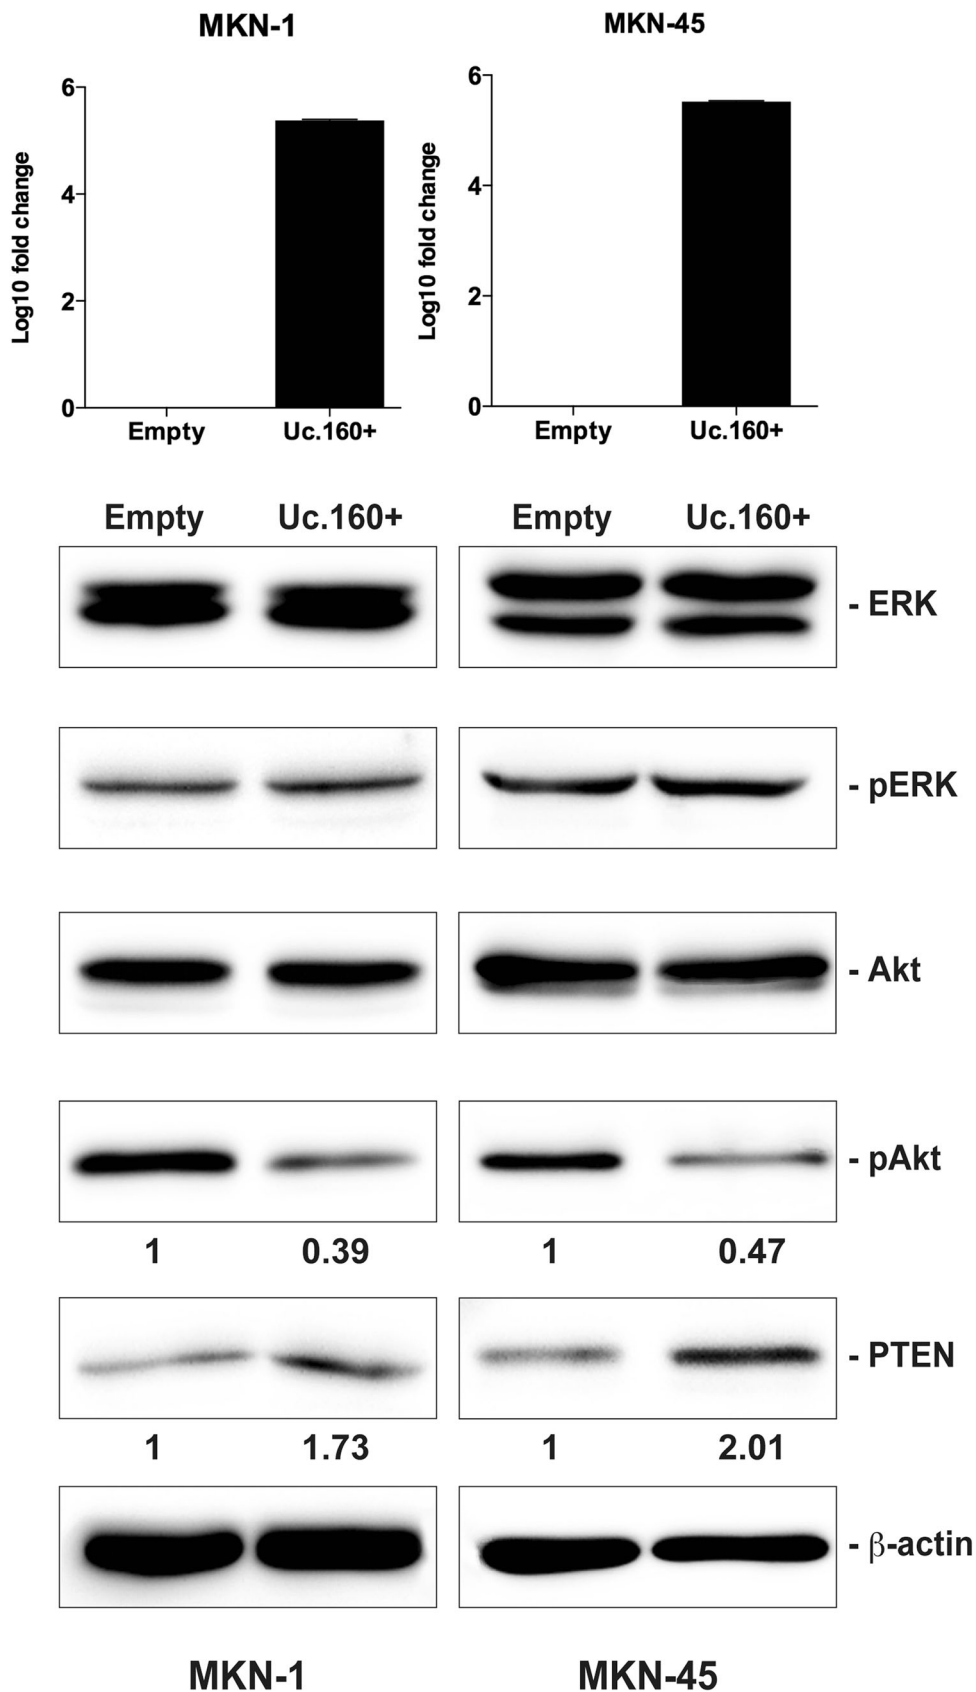 MKN-1
MKN-45
Log10 fold change
6
4
2
0
Empty Uc.160+
Log10 fold change
6
4
2
0
Empty Uc.160+
Empty Uc.160+ Empty Uc.160+
- ERK
- pERK
- Akt
- pAkt
1 0.39 1 0.47
- PTEN
1 1.73 1 2.01
- β-actin
MKN-1 MKN-45